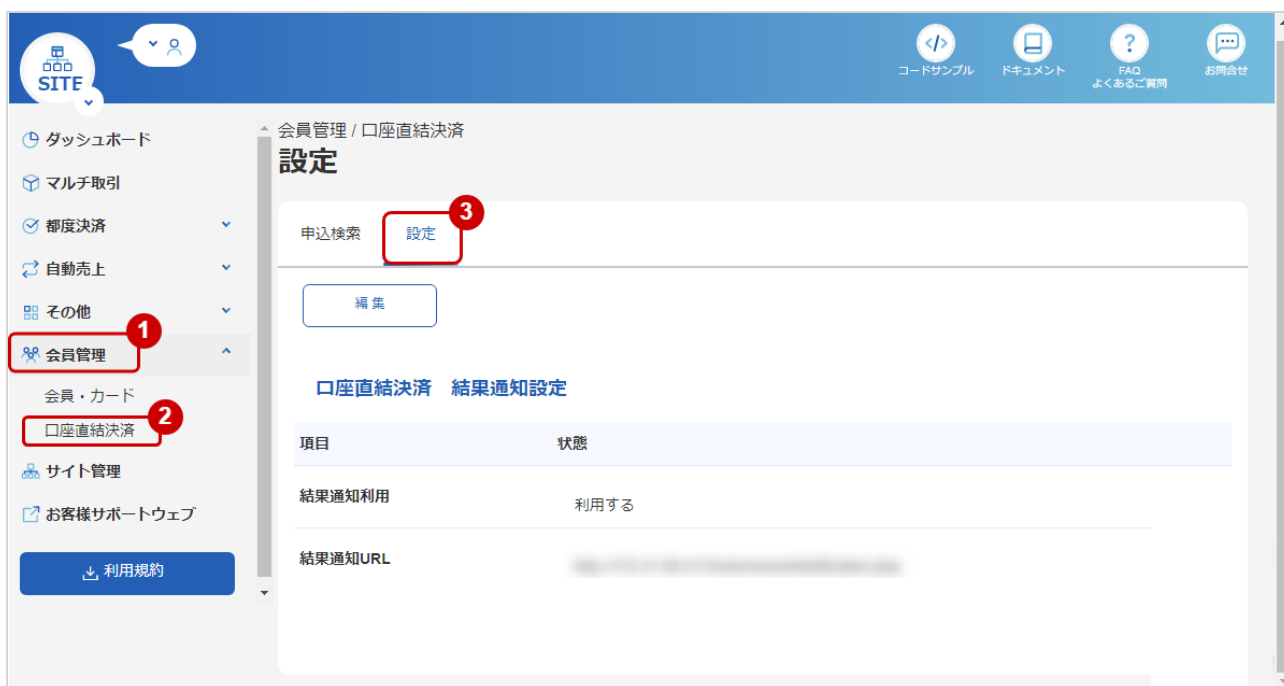 SITE
</>
コードサンプル
ドキュメント
?
FAQ
よくあるご質問
お問合せ
ダッシュボード
マルチ取引
都度決済
自動売上
その他
1
会員管理
会員・カード
2
口座直結決済
サイト管理
お客様サポートウェブ
利用規約
会員管理 / 口座直結決済
設定
申込検索
設定
3
編集
口座直結決済 結果通知設定
項目 状態
結果通知利用 利用する
結果通知URL